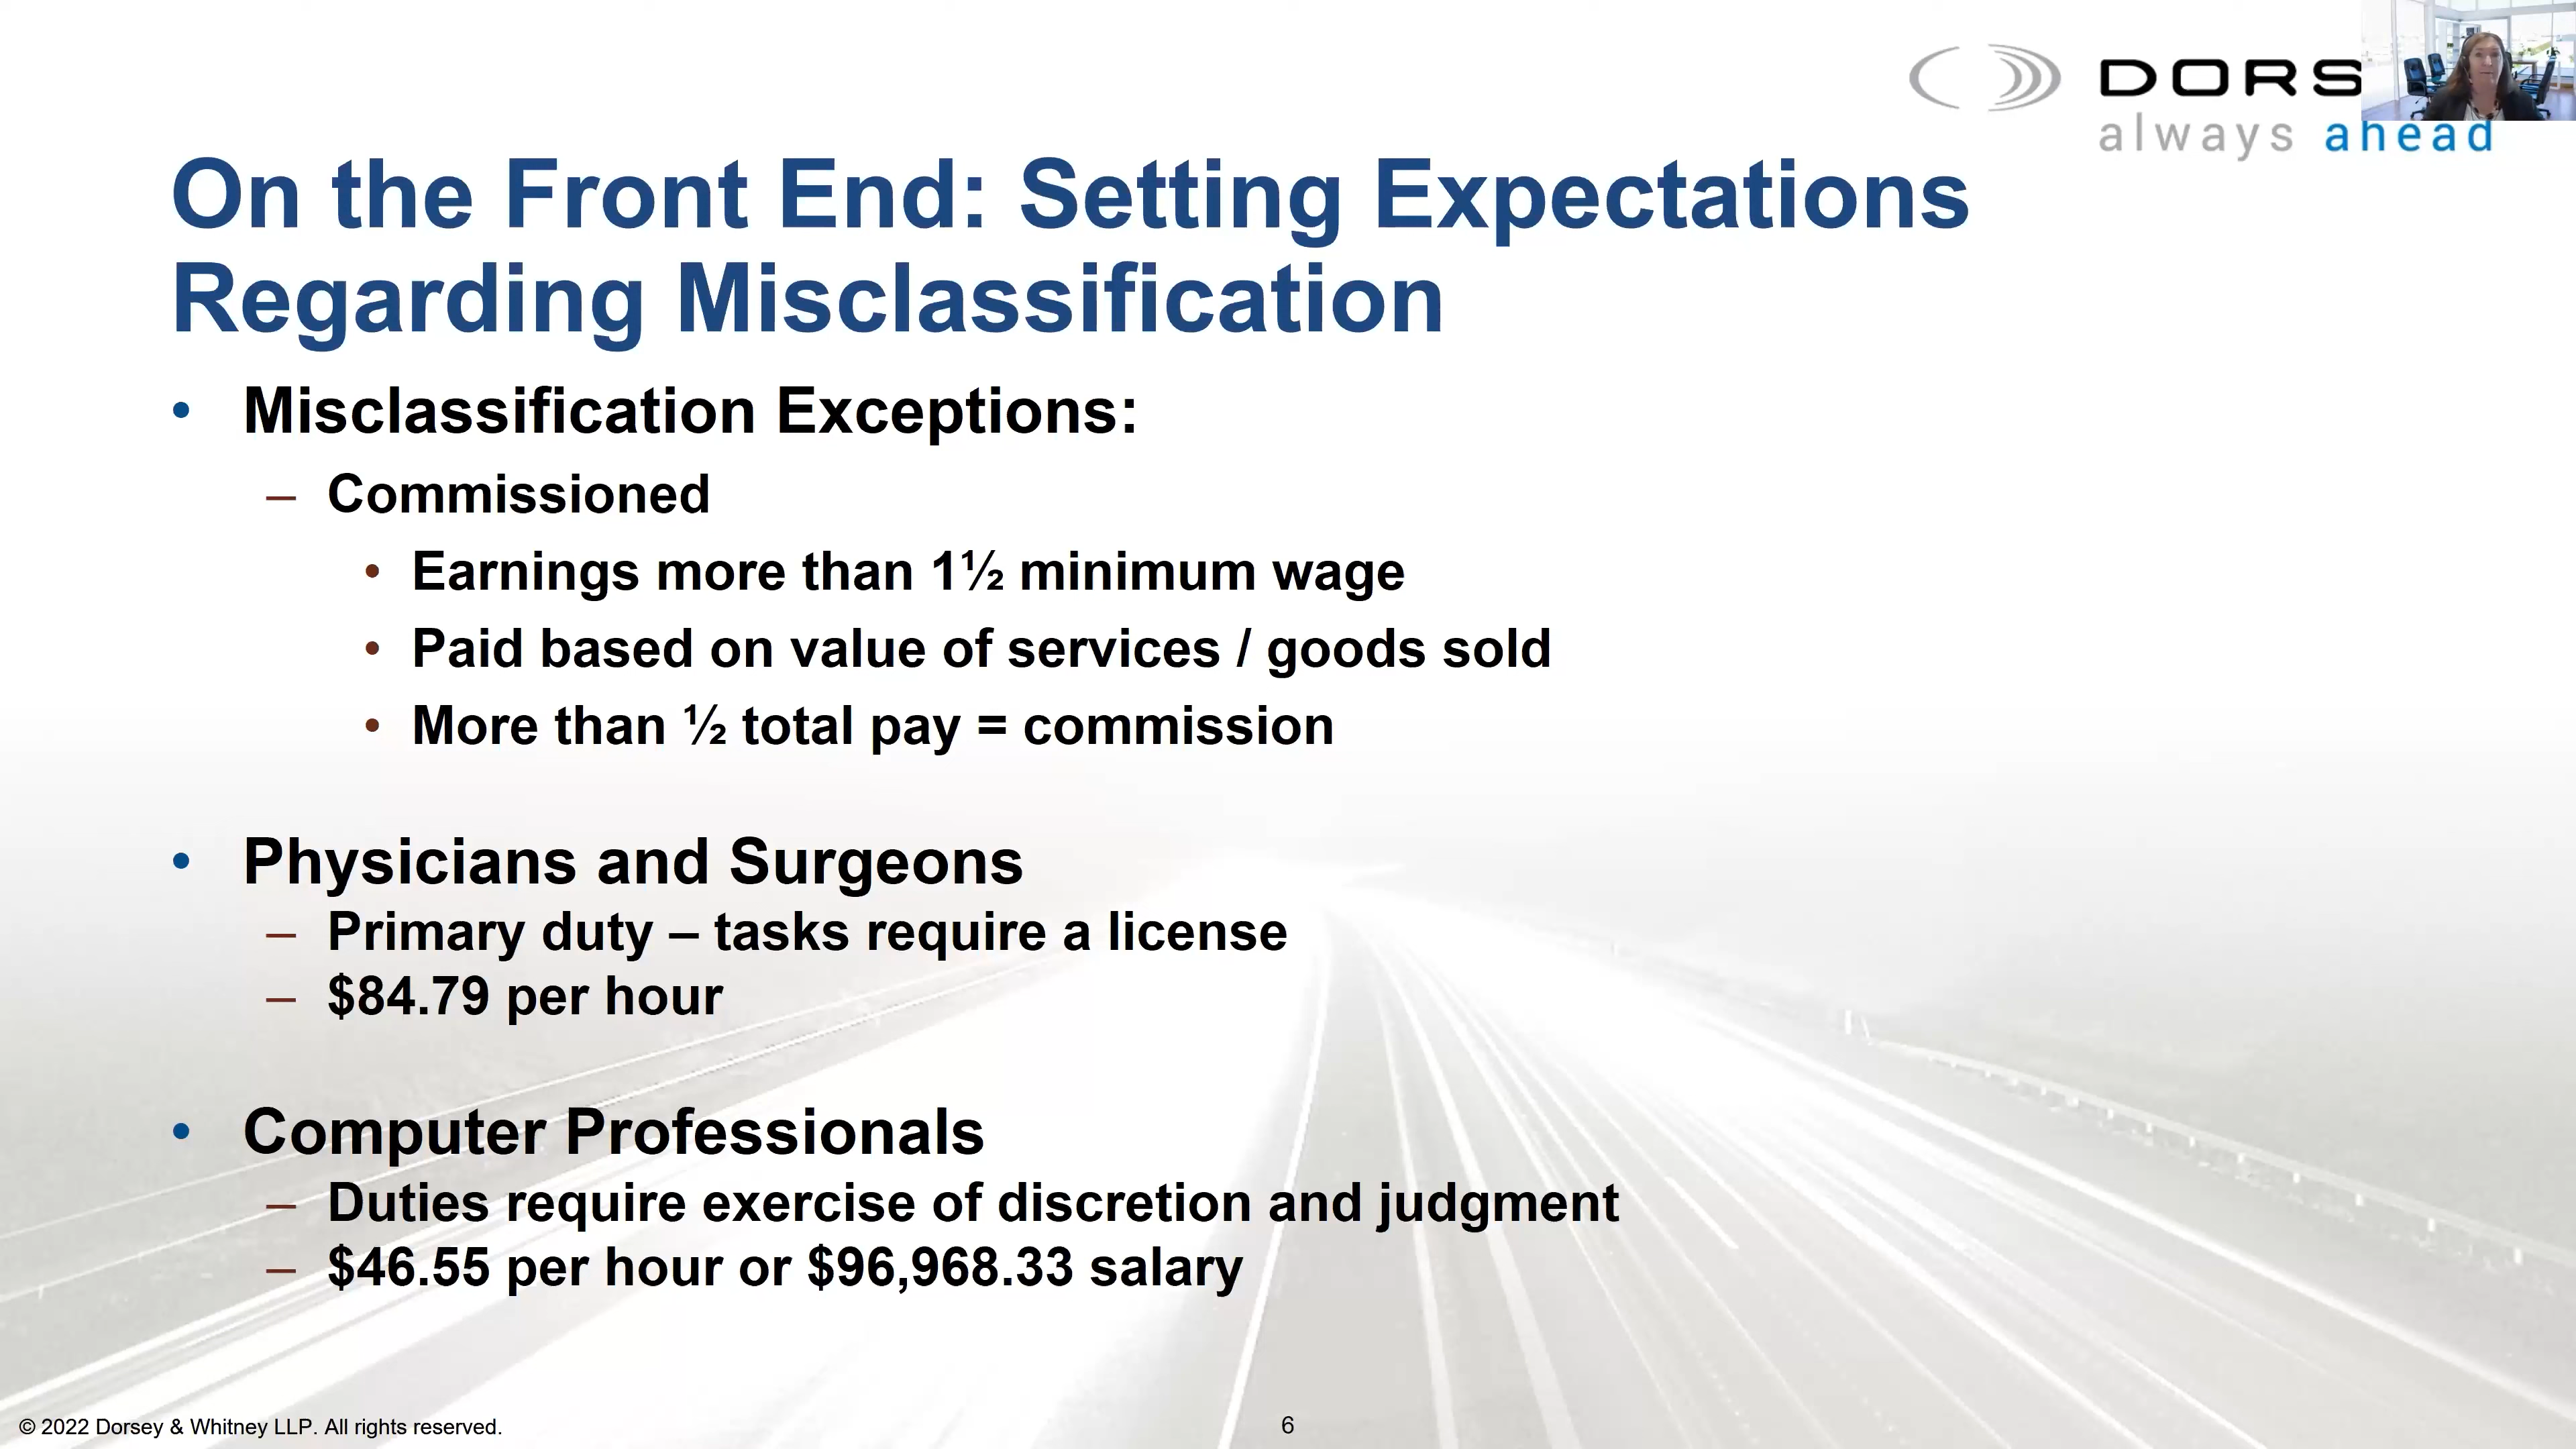 DORS
always ahead
On the Front End: Setting Expectations
Regarding Misclassification
• Misclassification Exceptions:
– Commissioned
• Earnings more than 1½ minimum wage
• Paid based on value of services / goods sold
• More than ½ total pay = commission
• Physicians and Surgeons
– Primary duty – tasks require a license
– $84.79 per hour
• Computer Professionals
– Duties require exercise of discretion and judgment
– $46.55 per hour or $96,968.33 salary
© 2022 Dorsey & Whitney LLP. All rights reserved.
6